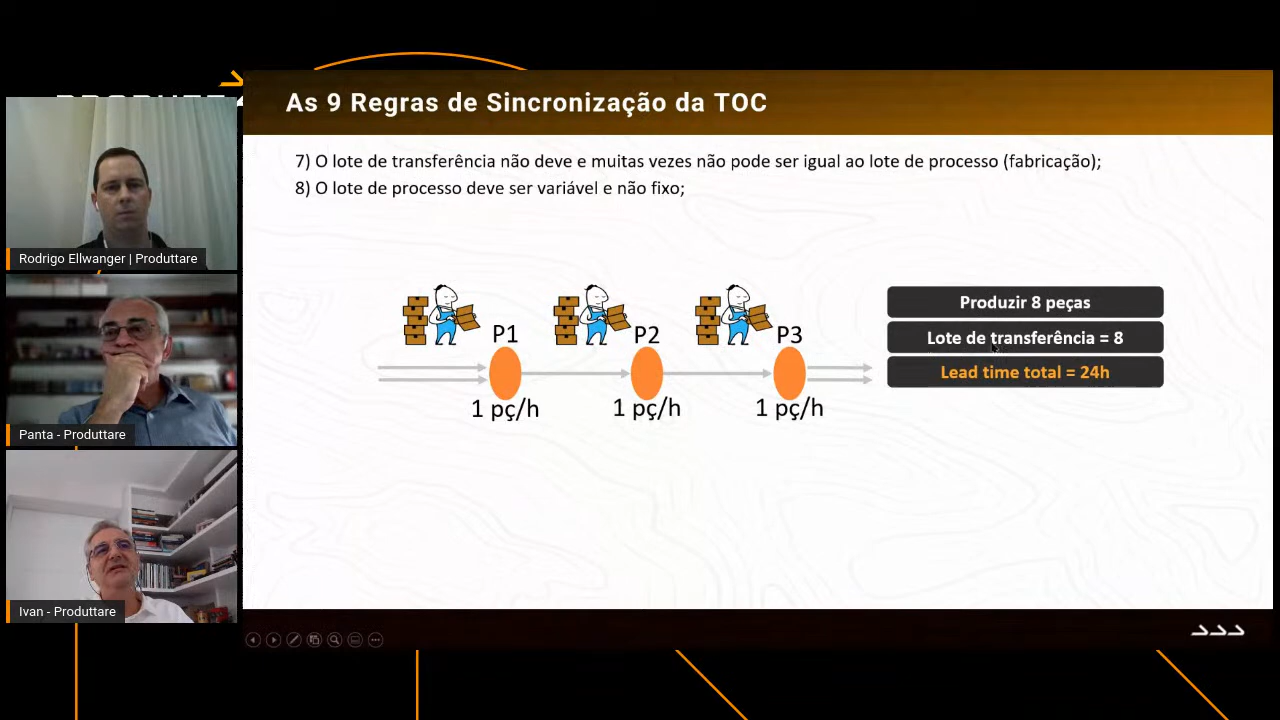 As 9 Regras de Sincronização da TOC
7) O lote de transferência não deve e muitas vezes não pode ser igual ao lote de processo (fabricação);
8) O lote de processo deve ser variável e não fixo;
P1
P2
P3
1 pç/h
1 pç/h
1 pç/h
Produzir 8 peças
Lote de transferência = 8
Lead time total = 24h
Rodrigo Ellwanger | Produttare
Panta - Produttare
Ivan - Produttare